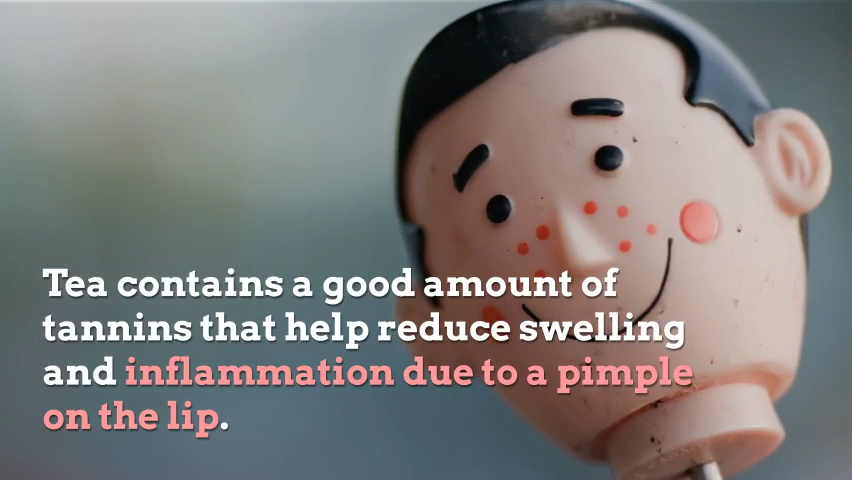 Tea contains a good amount of
tannins that help reduce swelling
and inflammation due to a pimple
on the lip.